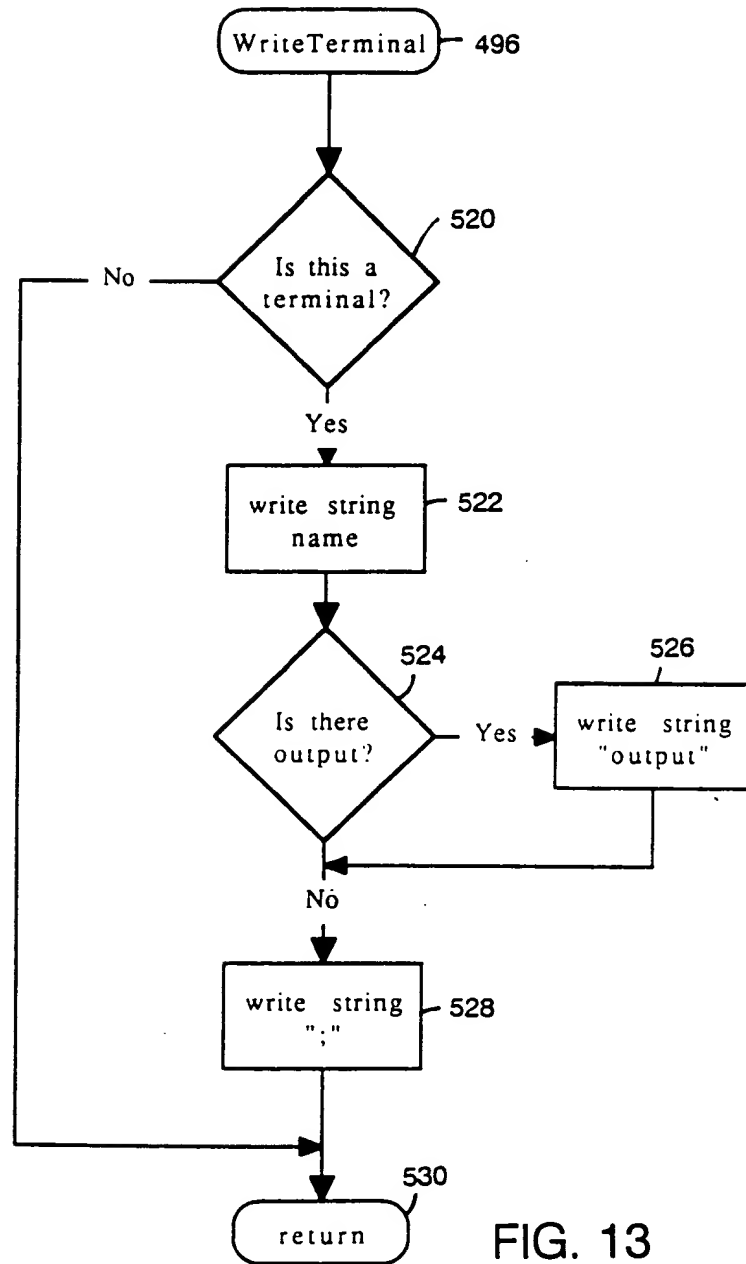 WriteTerminal
496
520
Is this a
terminal?
No
Yes
write string
name
522
524
Is there
output?
Yes
526
write string
"output"
No
write string
";"
528
530
return
FIG. 13